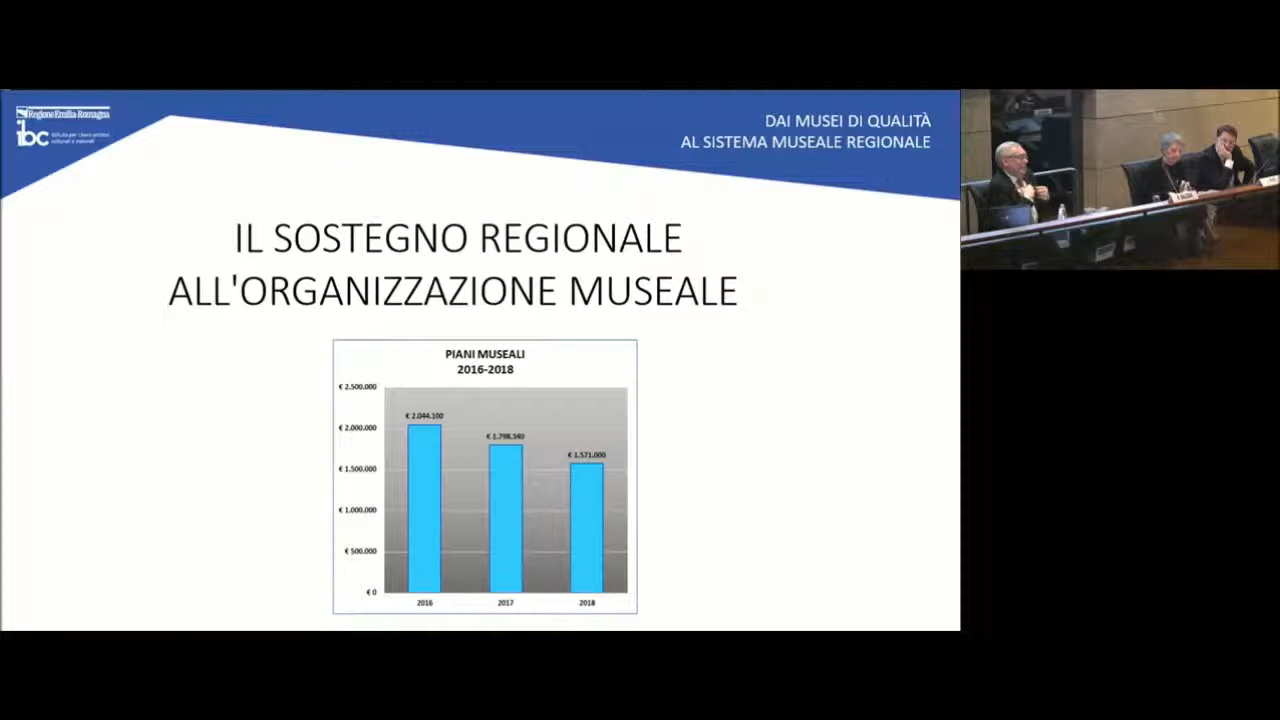 Regione Emilia-Romagna
ibc
DAI MUSEI DI QUALITÀ
AL SISTEMA MUSEALE REGIONALE
IL SOSTEGNO REGIONALE
ALL'ORGANIZZAZIONE MUSEALE
PIANI MUSEALI
2016-2018
€ 2.500.000
€ 2.000.000
€ 1.500.000
€ 1.000.000
€ 500.000
€ 0
€ 2.044.100
€ 1.798.340
€ 1.571.000
2016
2017
2018